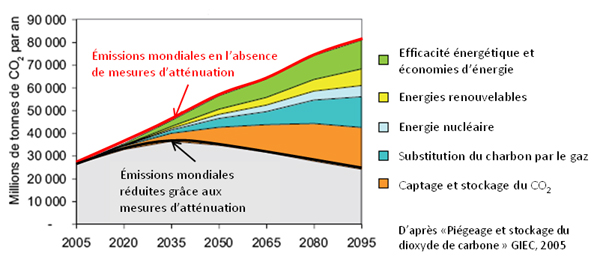 Millions de tonnes de CO2 par an
90 000
80 000
70 000
60 000
50 000
40 000
30 000
20 000
10 000
-
2005 2020 2035 2050 2065 2080 2095
Émissions mondiales en l'absence
de mesures d'atténuation
Émissions mondiales
réduites grâce aux
mesures d'atténuation
Efficacité énergétique et
économies d'énergie
Energies renouvelables
Energie nucléaire
Substitution du charbon par le gaz
Captage et stockage du CO2
D'après «Piégeage et stockage du
dioxyde de carbone » GIEC, 2005